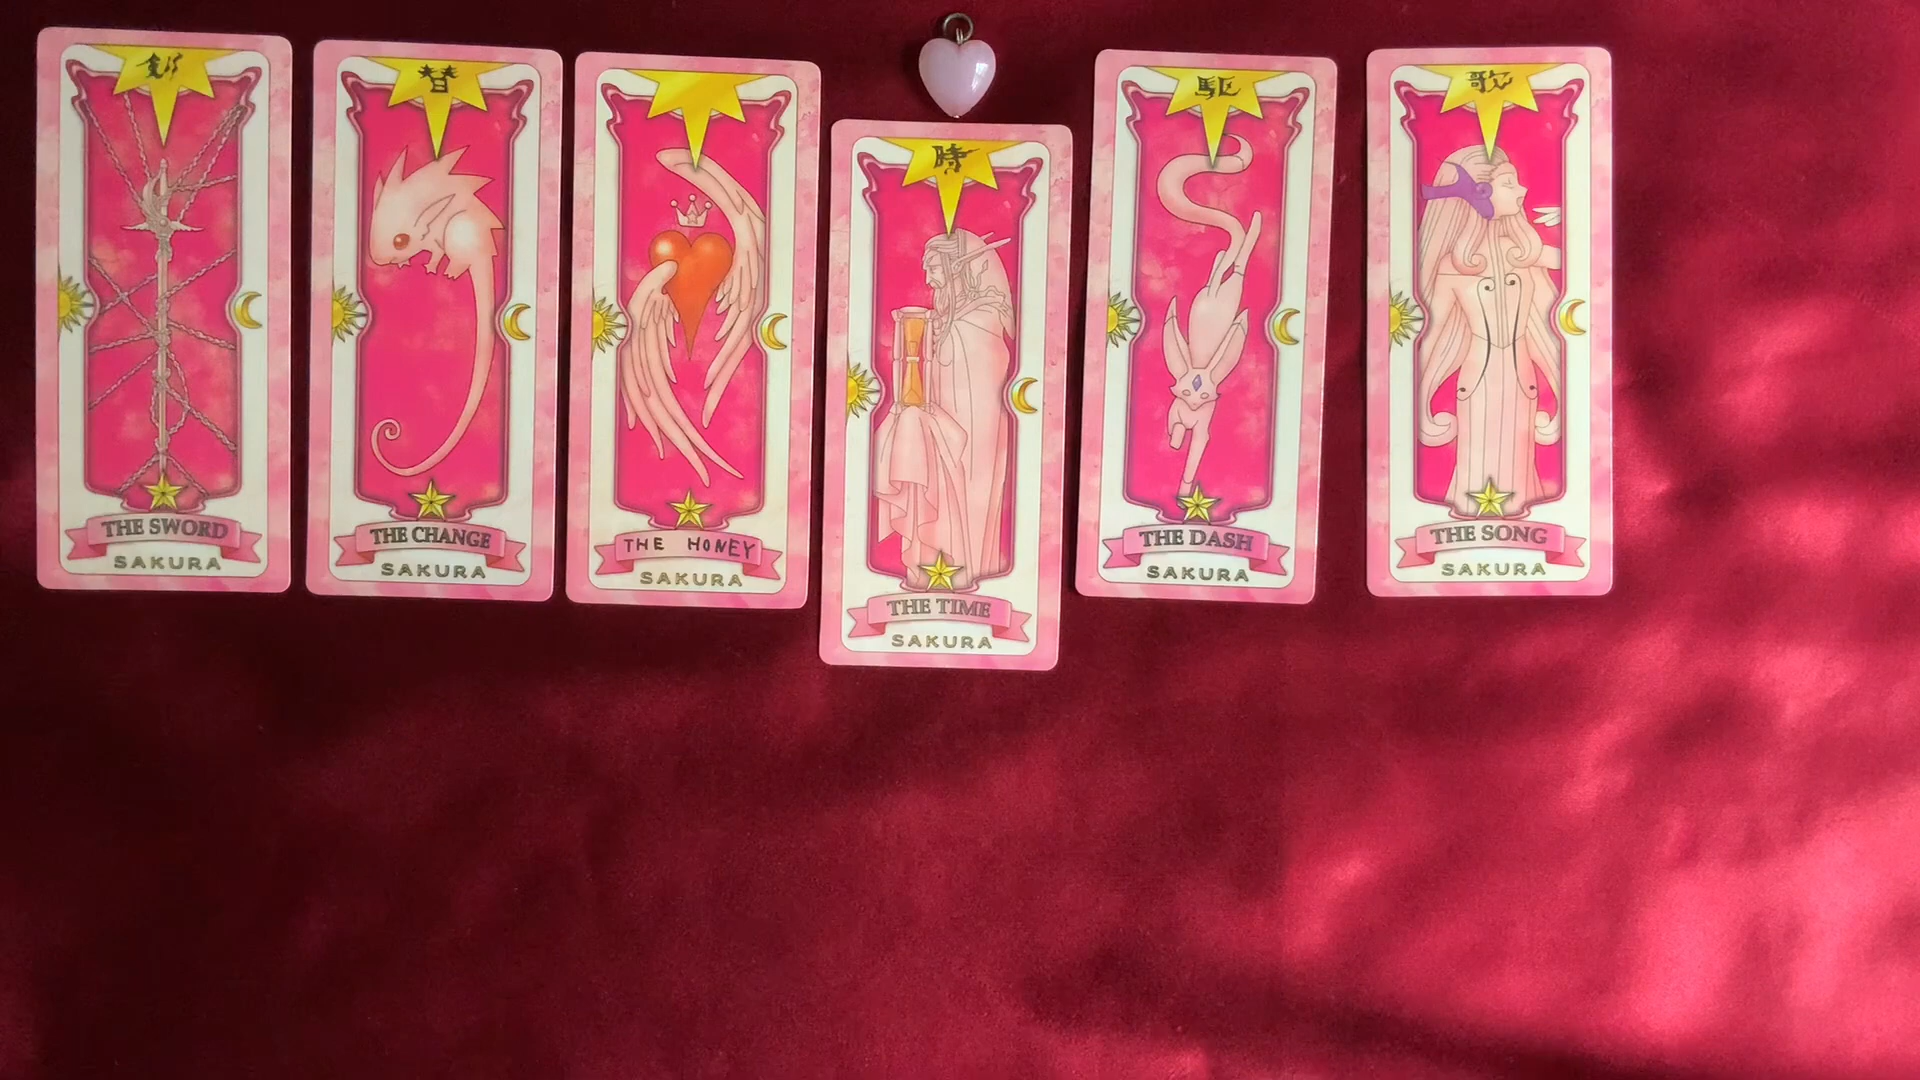 劍
THE SWORD
SAKURA
替
THE CHANGE
SAKURA
THE HONEY
SAKURA
時
THE TIME
SAKURA
駆
THE DASH
SAKURA
歌
THE SONG
SAKURA